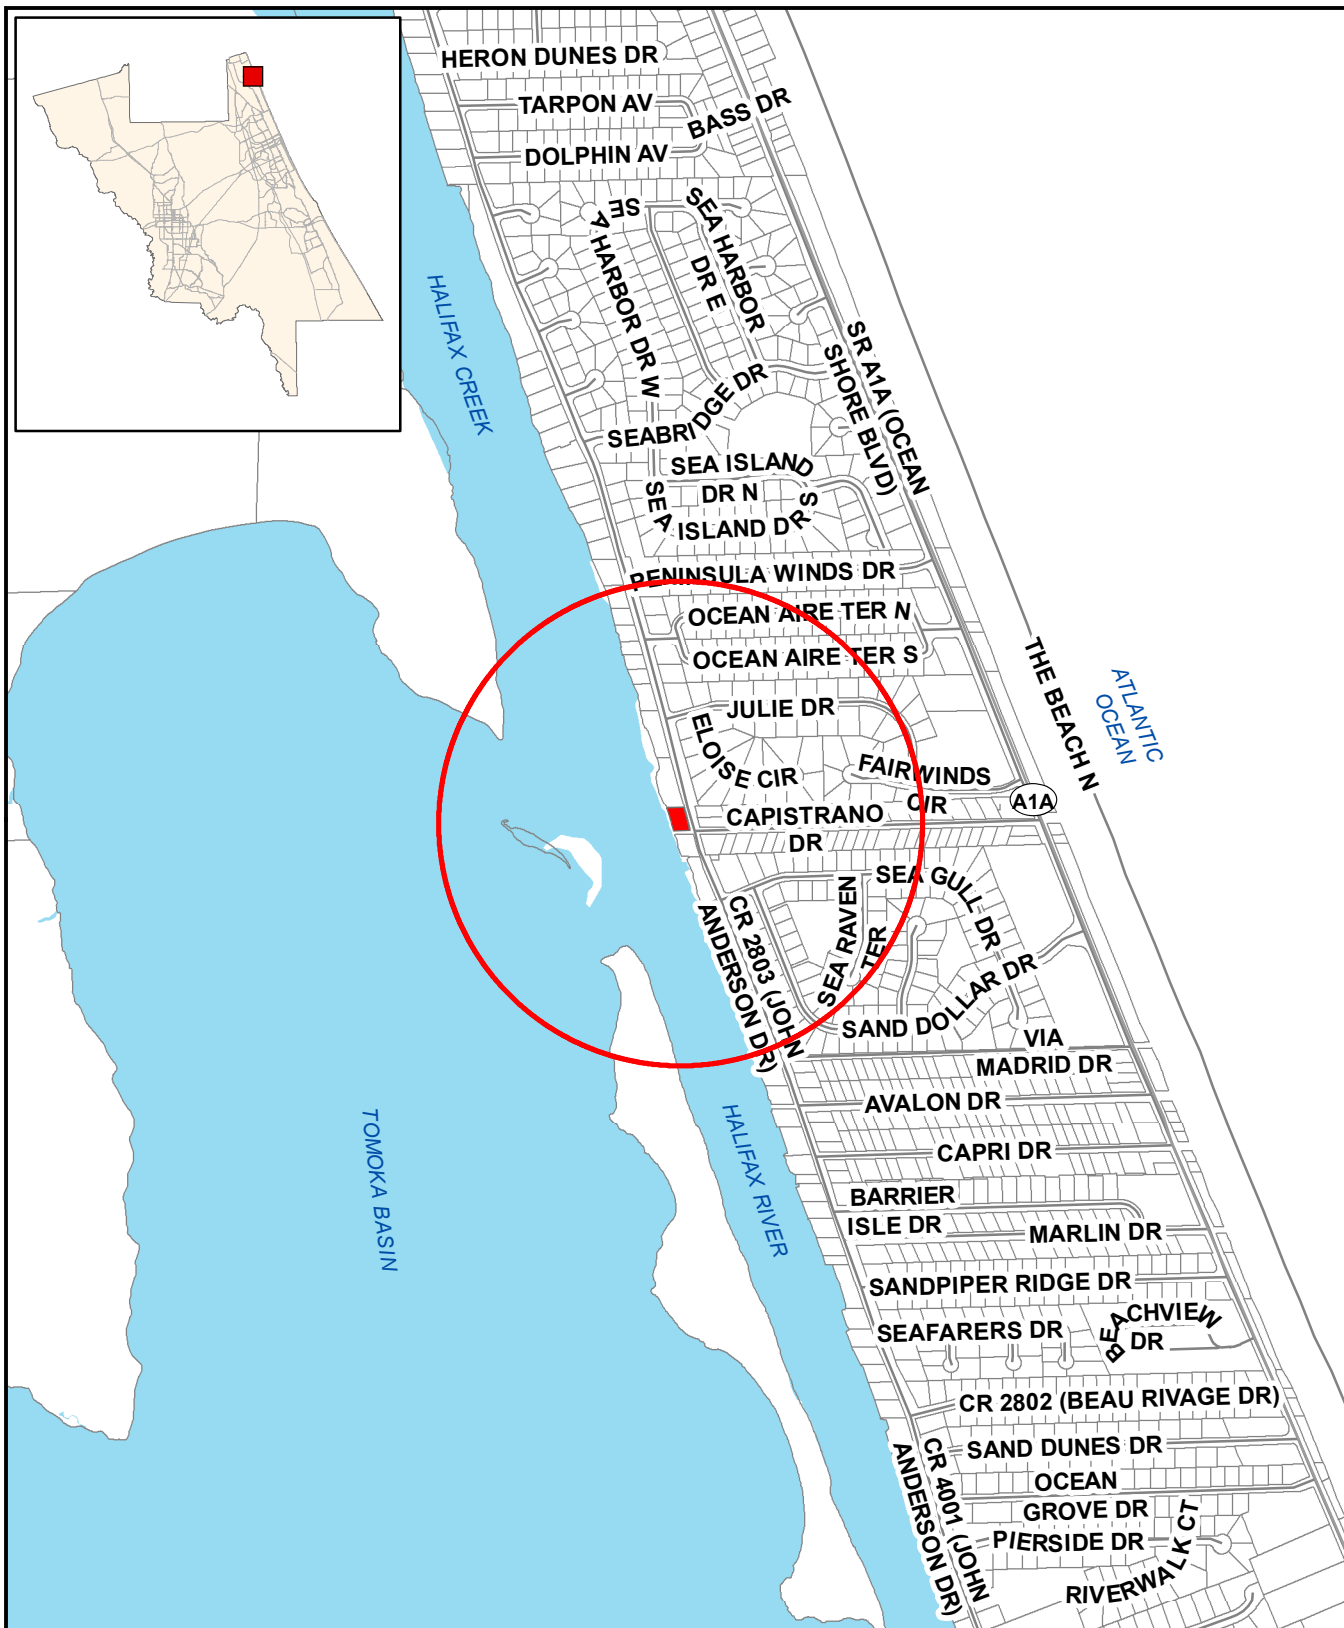 HERON DUNES DR
TARPON AV
BASS DR
DOLPHIN AV
SEA HARBOR DR W
SEA HARBOR
DR E
HALIFAX CREEK
SR A1A (OCEAN
SHORE BLVD)
SEABRIDGE DR
SEA ISLAND
DR N
SEA ISLAND DR S
PENINSULA WINDS DR
OCEAN AIRE TER N
OCEAN AIRE TER S
THE BEACH N
ATLANTIC
OCEAN
JULIE DR
ELOISE CIR
FAIRWINDS
CIR
A1A
CAPISTRANO
DR
SEA GULL DR
SEA RAVEN
TER
CR 2803 (JOHN
ANDERSON DR)
SAND DOLLAR DR
VIA
MADRID DR
AVALON DR
HALIFAX RIVER
TOMOKA BASIN
CAPRI DR
BARRIER
ISLE DR
MARLIN DR
SANDPIPER RIDGE DR
SEAFARERS DR
BEACHVIEW
DR
CR 2802 (BEAU RIVAGE DR)
SAND DUNES DR
CR 4001 (JOHN
ANDERSON DR)
OCEAN
GROVE DR
PIERSIDE DR
RIVERWALK CT